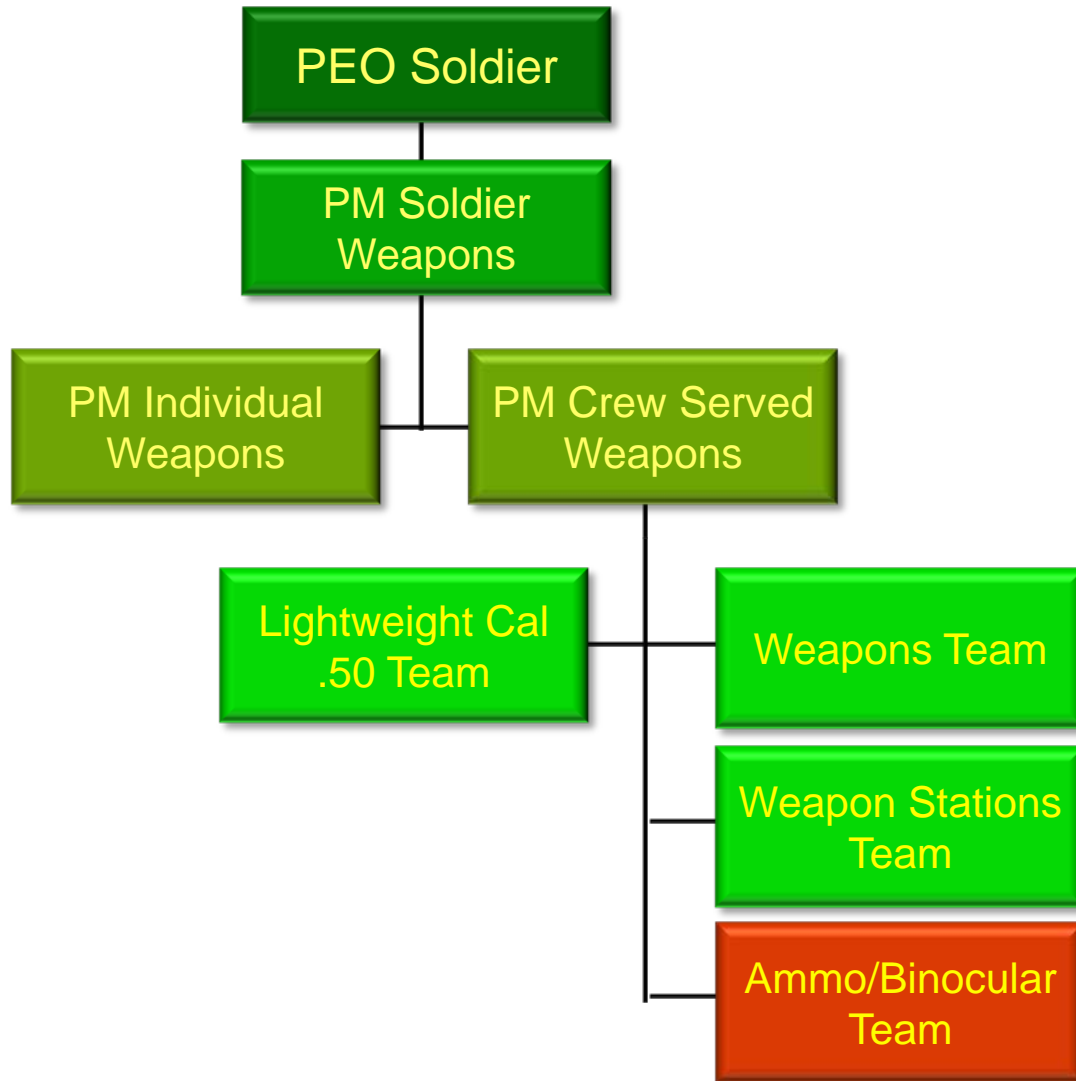 PEO Soldier
PM Soldier
Weapons
PM Individual
Weapons
PM Crew Served
Weapons
Lightweight Cal
.50 Team
Weapons Team
Weapon Stations
Team
Ammo/Binocular
Team